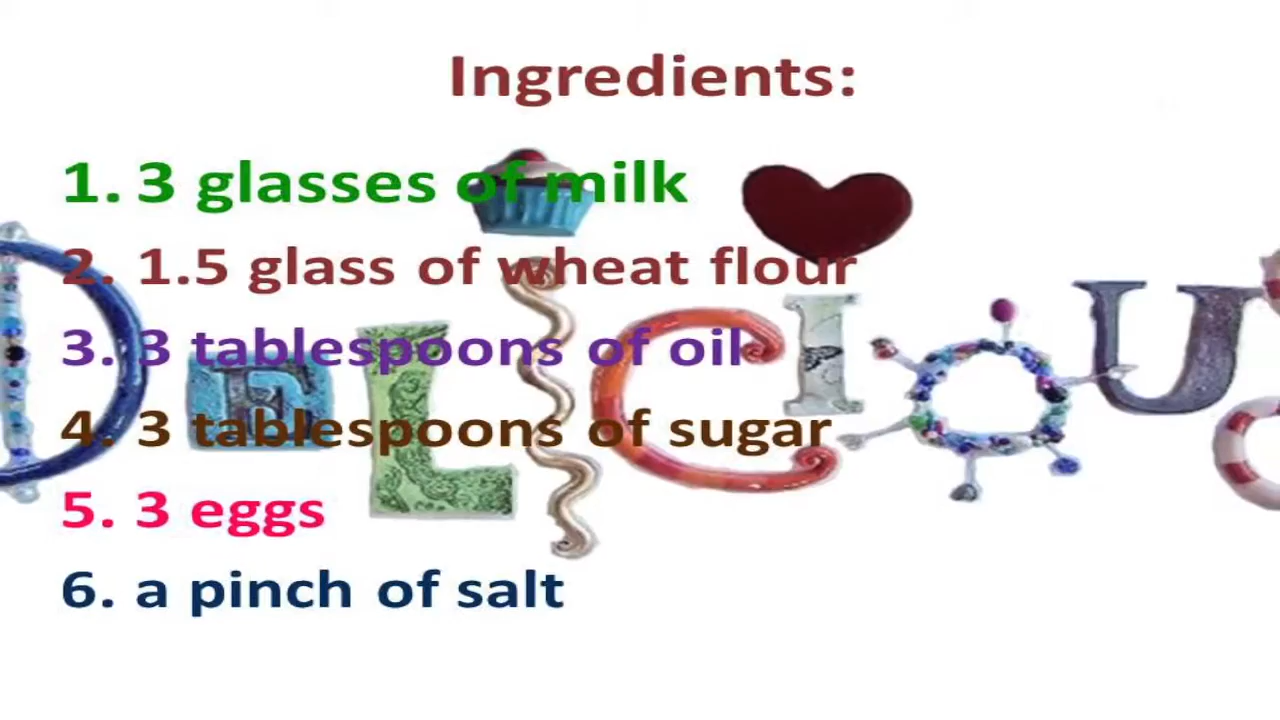 Ingredients:
1. 3 glasses of milk
2. 1.5 glass of wheat flour
3. 3 tablespoons of oil
4. 3 tablespoons of sugar
5. 3 eggs
6. a pinch of salt
DELICIOUS